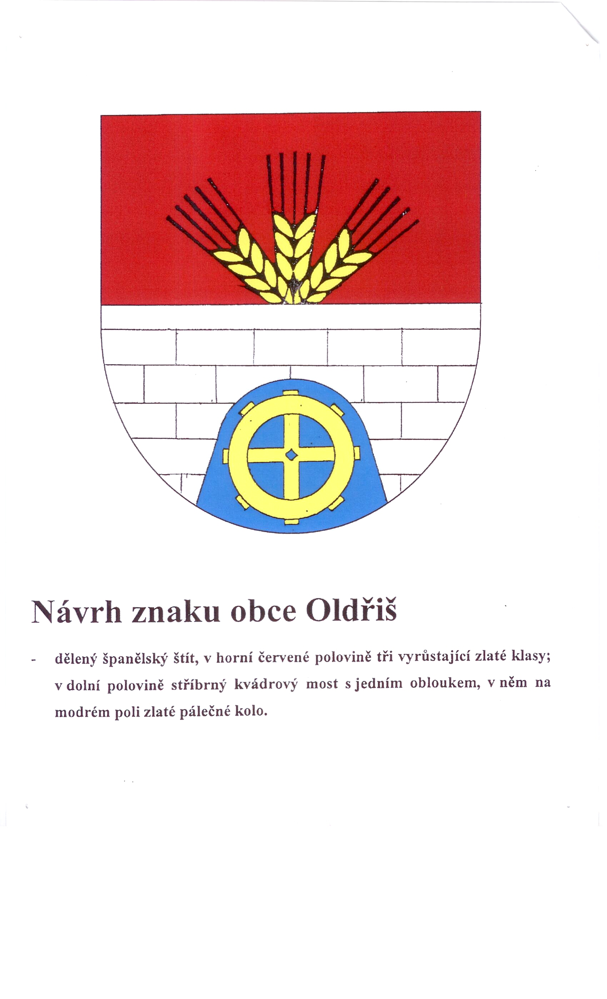 Návrh znaku obce Oldřiš
- dělený španělský štít, v horní červené polovině tři vyrůstající zlaté klasy;
v dolní polovině stříbrný kvádrový most s jedním obloukem, v něm na
modrém poli zlaté pálečné kolo.